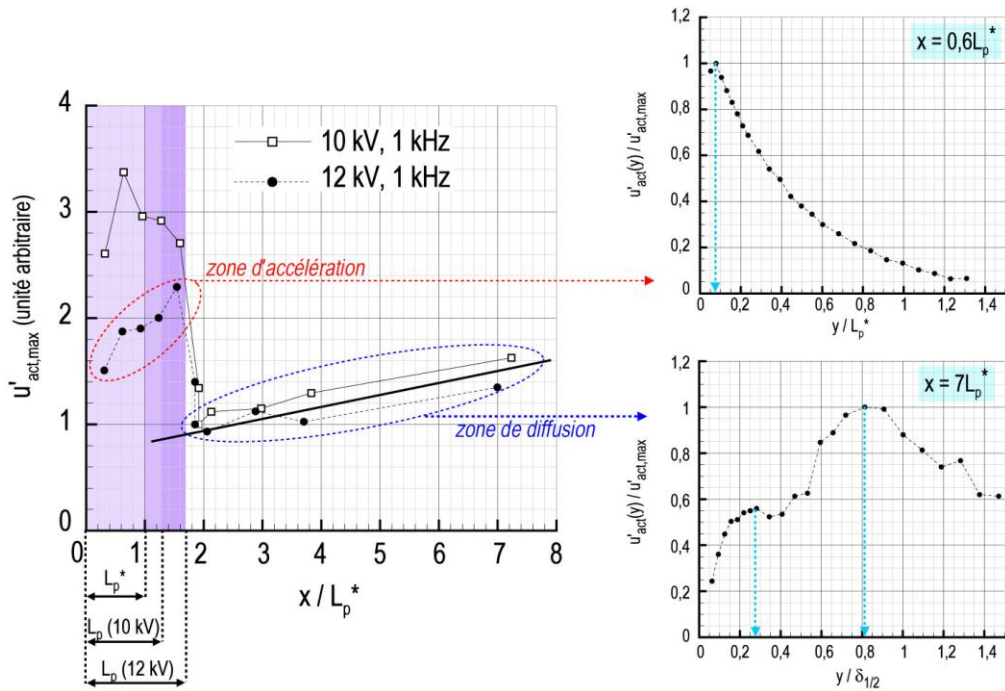 4
3
2
1
0
u'act,max (unité arbitraire)
10 kV, 1 kHz
12 kV, 1 kHz
zone d'accélération
zone de diffusion
0 1 2 3 4 5 6 7 8
x / Lp*
Lp*
Lp (10 kV)
Lp (12 kV)
1,2
1
0,8
0,6
0,4
0,2
0
u'act(y) / u'act,max
x = 0,6Lp*
0 0,2 0,4 0,6 0,8 1 1,2 1,4
y / Lp*
1,2
1
0,8
0,6
0,4
0,2
0
u'act(y) / u'act,max
x = 7Lp*
0 0,2 0,4 0,6 0,8 1 1,2 1,4
y / δ1/2